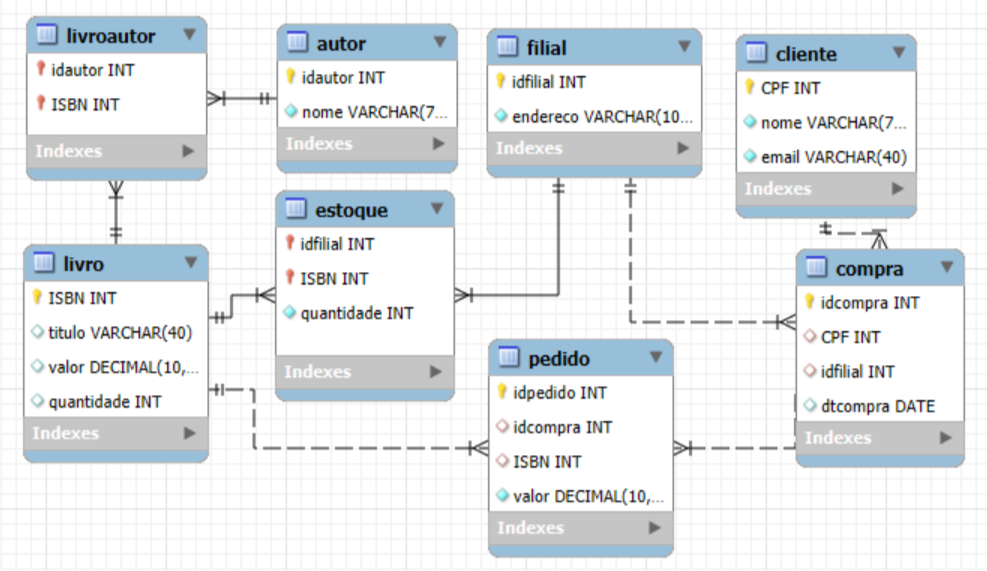 livroautor
idautor INT
ISBN INT
Indexes
autor
idautor INT
nome VARCHAR(7...
Indexes
filial
idfilial INT
endereco VARCHAR(10...
Indexes
cliente
CPF INT
nome VARCHAR(7...
email VARCHAR(40)
Indexes
livro
ISBN INT
titulo VARCHAR(40)
valor DECIMAL(10,...
quantidade INT
Indexes
estoque
idfilial INT
ISBN INT
quantidade INT
Indexes
pedido
idpedido INT
idcompra INT
ISBN INT
valor DECIMAL(10,...
Indexes
compra
idcompra INT
CPF INT
idfilial INT
dtcompra DATE
Indexes